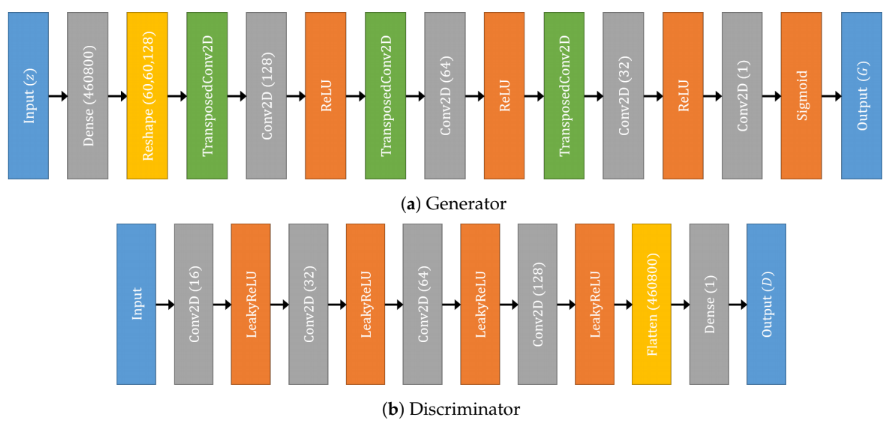 Input (z)
Dense (460800)
Reshape (60,60,128)
TransposedConv2D
Conv2D (128)
ReLU
TransposedConv2D
Conv2D (64)
ReLU
TransposedConv2D
Conv2D (32)
ReLU
Conv2D (1)
Sigmoid
Output (G)
(a) Generator
Input
Conv2D (16)
LeakyReLU
Conv2D (32)
LeakyReLU
Conv2D (64)
LeakyReLU
Conv2D (128)
LeakyReLU
Flatten (460800)
Dense (1)
Output (D)
(b) Discriminator